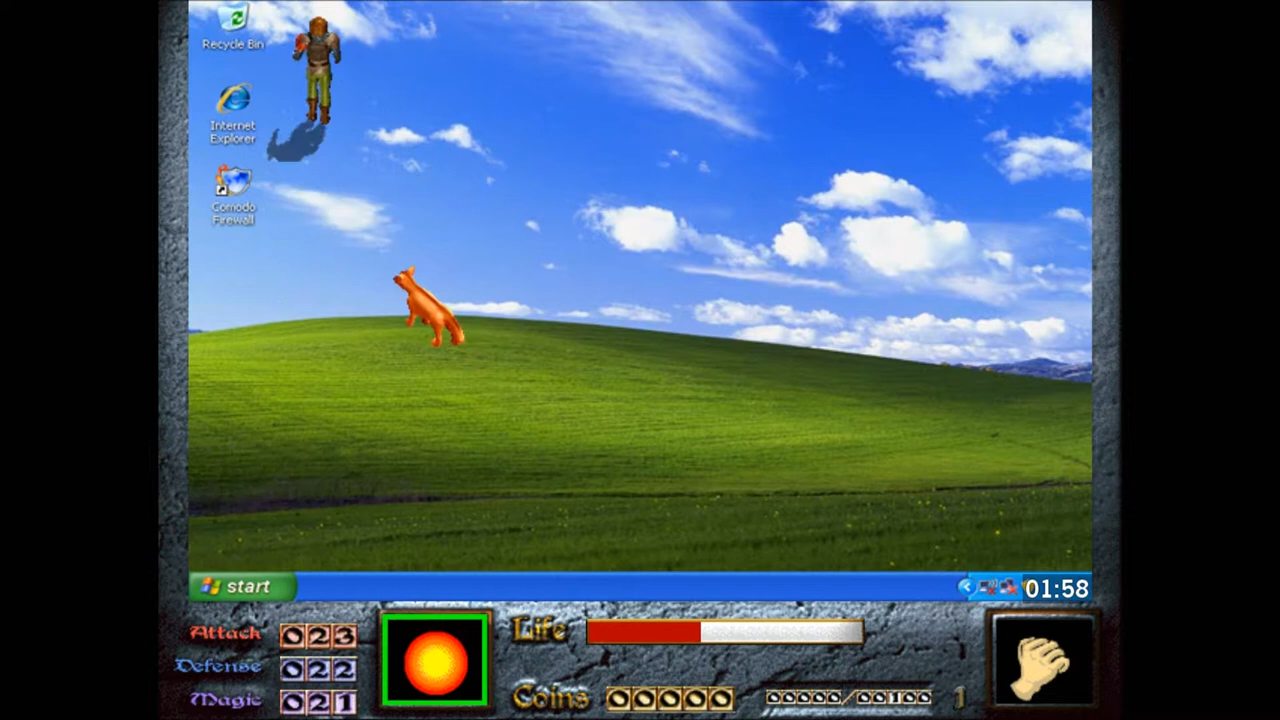 Recycle Bin
Internet
Explorer
Comodo
Firewall
start
01:58
Attack 023
Defense 022
Magic 021
Life
Coins 00000
00000/00100
1